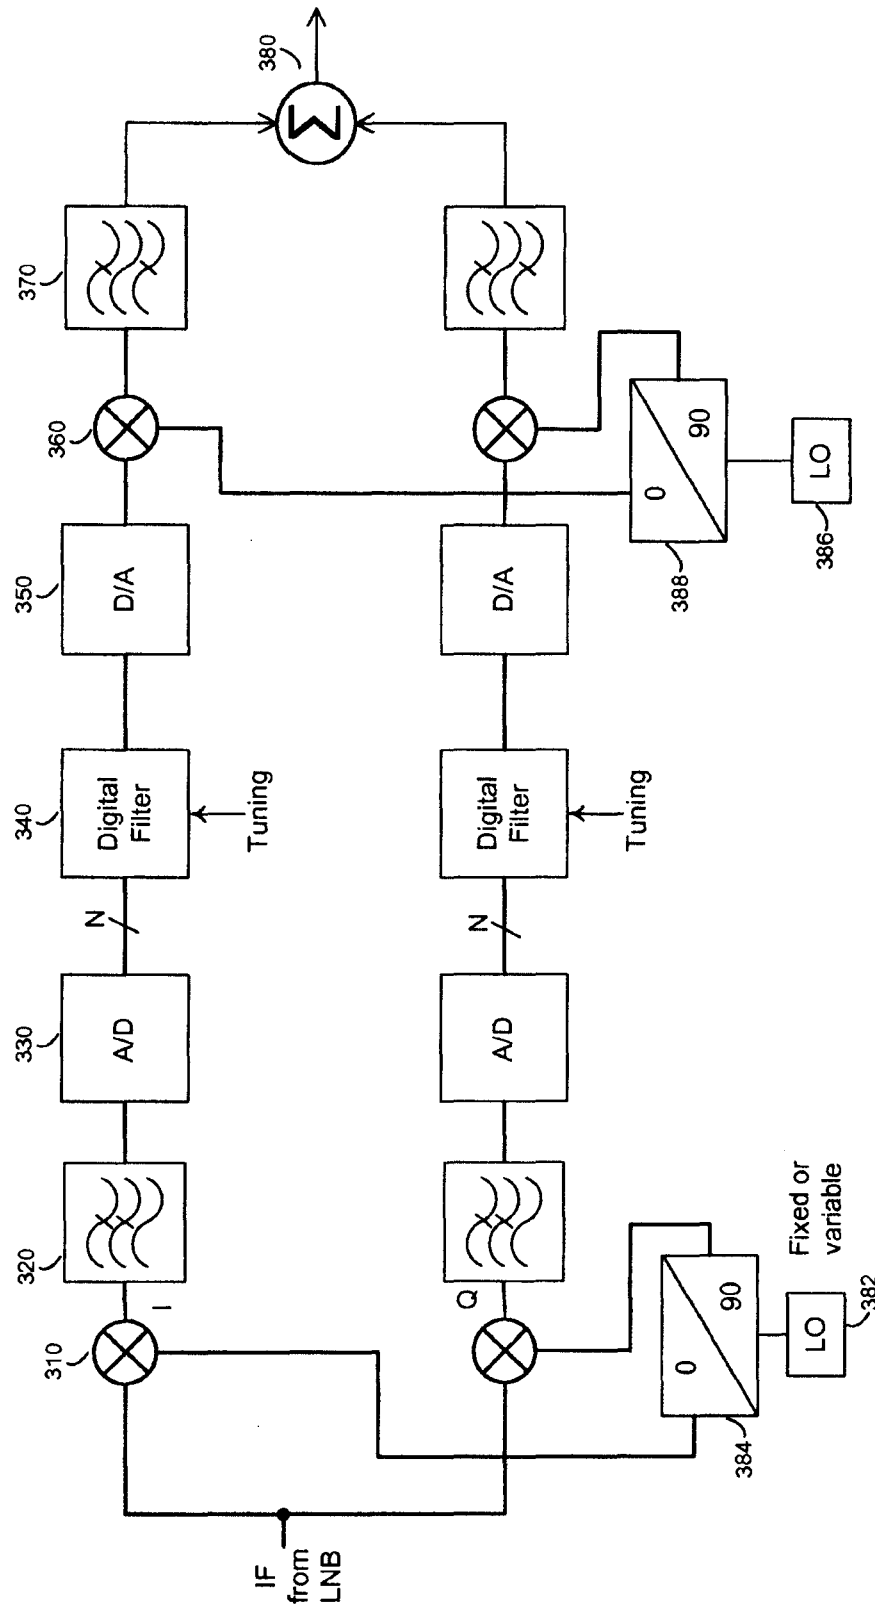 310
320
330
340
350
360
370
380
I
A/D
N
Digital
Filter
Tuning
D/A
Σ
IF
from
LNB
Q
A/D
N
Digital
Filter
Tuning
D/A
0
90
384
LO
382
Fixed or
variable
0
90
388
LO
386